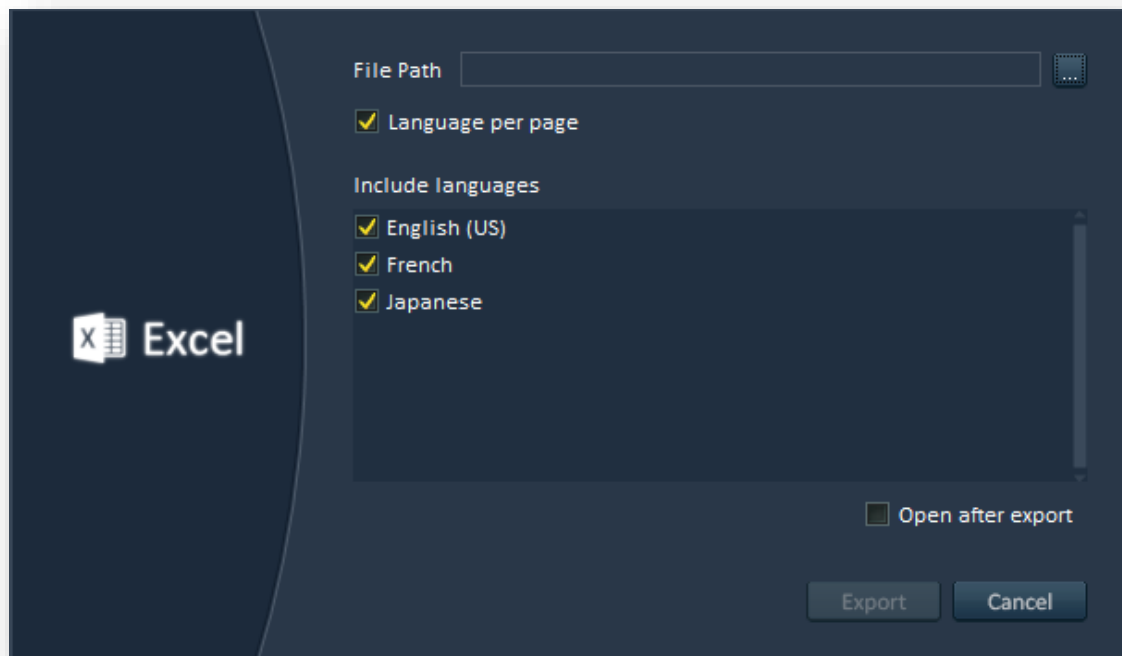 File Path
...
Language per page
Include languages
English (US)
French
Japanese
X Excel
Open after export
Export Cancel